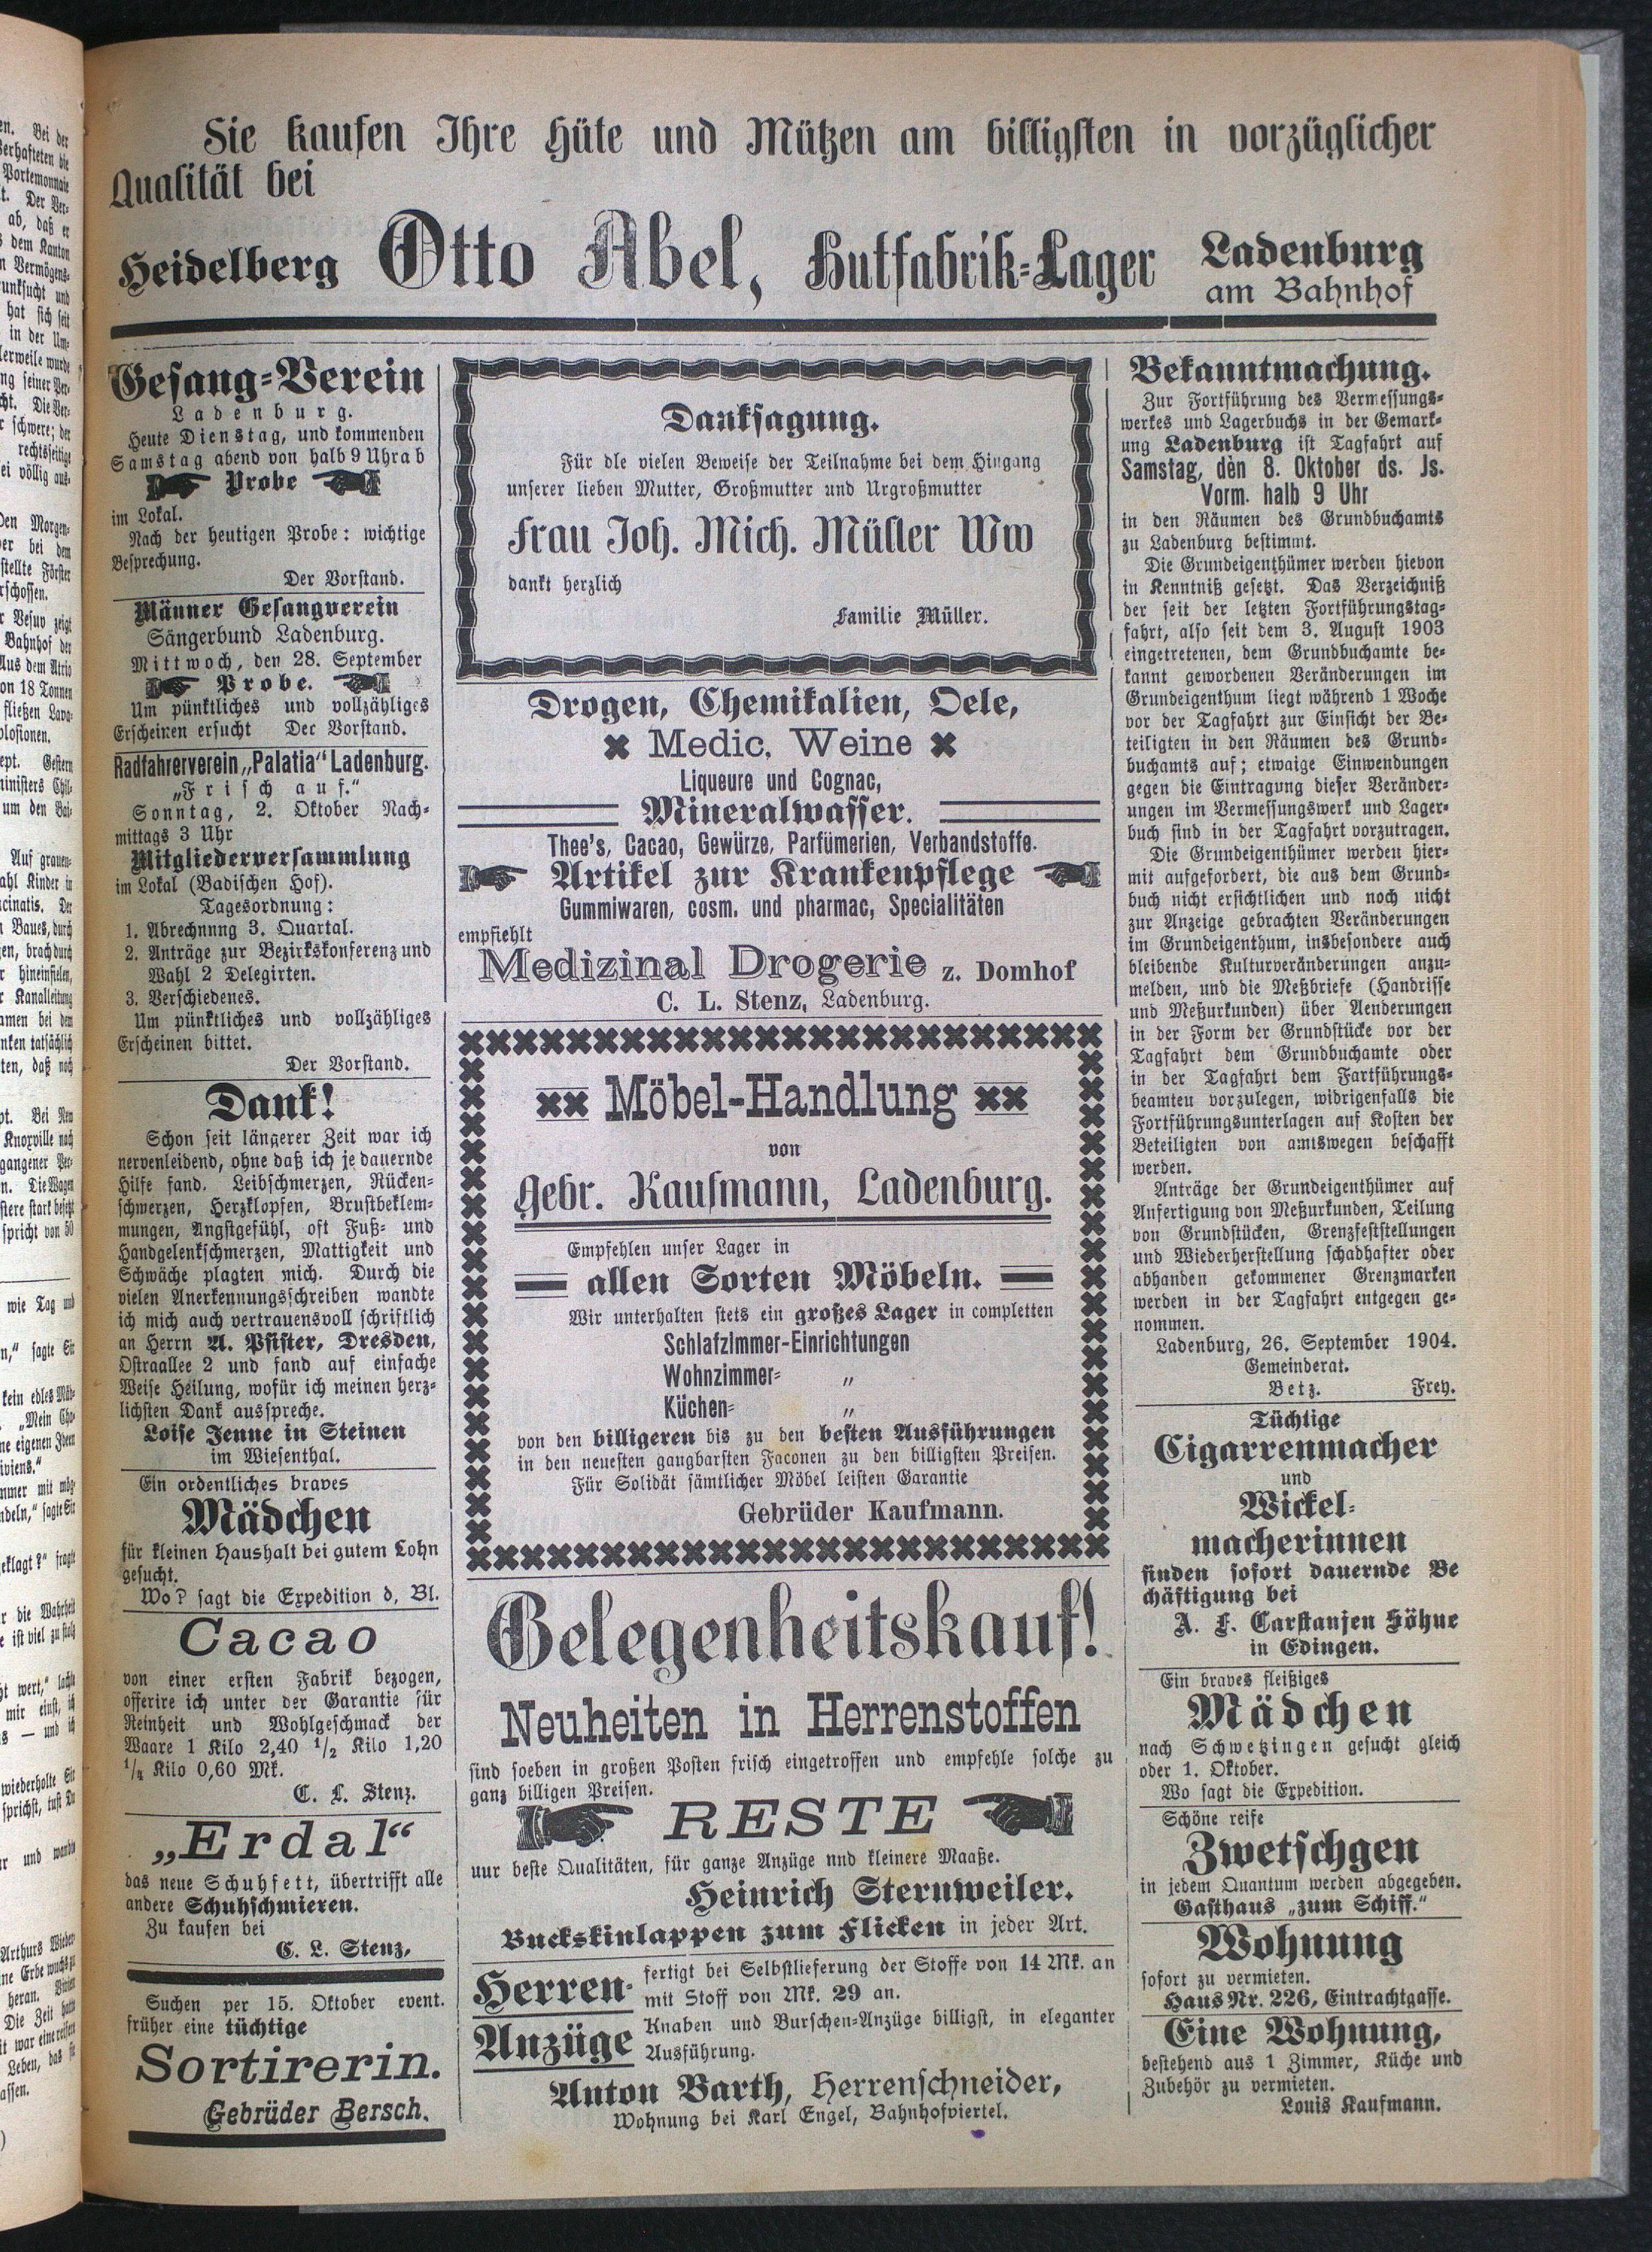 Sie kaufen Ihre Hüte und Mützen am billigsten in vorzüglicher
Qualität bei
Heidelberg Otto Abel, Hutfabrik-Lager Ladenburg
am Bahnhof
Gesang-Verein
Ladenburg.
Heute Dienstag, und kommenden
Samstag abend von halb 9 Uhr ab
Probe
im Lokal.
Nach der heutigen Probe: wichtige
Besprechung.
Der Vorstand.
Männer Gesangverein
Sängerbund Ladenburg.
Mittwoch, den 28. September
Probe.
Um pünktliches und vollzähliges
Erscheinen ersucht Der Vorstand.
Radfahrerverein „Palatia" Ladenburg.
„Frisch auf."
Sonntag, 2. Oktober Nach-
mittags 3 Uhr
Mitgliederversammlung
im Lokal (Badischen Hof).
Tagesordnung:
1. Abrechnnng 3. Quartal.
2. Anträge zur Bezirkskonferenz und
Wahl 2 Delegirten.
3. Verschiedenes.
Um pünktliches und vollzähliges
Erscheinen bittet.
Der Vorstand.
Dank!
Schon seit längerer Zeit war ich
nervenleidend, ohne daß ich je dauernde
Hilfe fand. Leibschmerzen, Rücken-
schwerzen, Herzklopfen, Brustbeklem-
mungen, Angstgefühl, oft Fuß- und
Handgelenkschmerzen, Mattigkeit und
Schwäche plagten mich. Durch die
vielen Anerkennungsschreiben wandte
ich mich auch vertrauensvoll schriftlich
an Herrn A. Pfister, Dresden,
Ostraallee 2 und fand auf einfache
Weise Heilung, wofür ich meinen herz-
lichsten Dank ausspreche.
Loise Jenne in Steinen
im Wiesenthal.
Ein ordentliches braves
Mädchen
für kleinen Haushalt bei gutem Lohn
gesucht.
Wo? sagt die Expedition d. Bl.
Cacao
von einer ersten Fabrik bezogen,
offerire ich unter der Garantie für
Reinheit und Wohlgeschmack der
Waare 1 Kilo 2,40 1/2 Kilo 1,20
1/4 Kilo 0,60 Mk.
C. L. Stenz.
„Erdal"
das neue Schuhfett, übertrifft alle
andere Schuhschmieren.
Zu kaufen bei
C. L. Stenz,
Suchen per 15. Oktober event.
früher eine tüchtige
Sortirerin.
Gebrüder Bersch.
Danksagung.
Für die vielen Beweise der Teilnahme bei dem Hingang
unserer lieben Mutter, Großmutter und Urgroßmutter
Frau Joh. Mich. Müller Ww
dankt herzlich
Familie Müller.
Drogen, Chemikalien, Oele,
Medic. Weine
Liqueure und Cognac,
Mineralwasser.
Thee's, Cacao, Gewürze, Parfümerien, Verbandstoffe.
Artikel zur Krankenpflege
Gummiwaren, cosm. und pharmac, Specialitäten
empfiehlt
Medizinal Drogerie z. Domhof
C. L. Stenz, Ladenburg.
Möbel-Handlung
von
Gebr. Kaufmann, Ladenburg.
Empfehlen unser Lager in
allen Sorten Möbeln.
Wir unterhalten stets ein großes Lager in completten
Schlafzimmer-Einrichtungen
Wohnzimmer- „
Küchen- „
von den billigeren bis zu den besten Ausführungen
in den neuesten gangbarsten Faconen zu den billigsten Preisen.
Für Solidät sämtlicher Möbel leisten Garantie
Gebrüder Kaufmann.
Gelegenheitskauf!
Neuheiten in Herrenstoffen
sind soeben in großen Posten frisch eingetroffen und empfehle solche zu
ganz billigen Preisen.
RESTE
uur beste Qualitäten, für ganze Anzüge nnd kleinere Maaße.
Heinrich Sternweiler.
Buckskinlappen zum Flicken in jeder Art.
Herren-
Anzüge
fertigt bei Selbstlieferung der Stoffe von 14 Mk. an
mit Stoff von Mk. 29 an.
Knaben und Burschen-Anzüge billigst, in eleganter
Ausführung.
Anton Barth, Herrenschneider,
Wohnung bei Karl Engel, Bahnhofviertel.
Bekanntmachung.
Zur Fortführung des Vermessungs-
werkes und Lagerbuchs in der Gemark-
ung Ladenburg ist Tagfahrt auf
Samstag, dèn 8. Oktober ds. Js.
Vorm. halb 9 Uhr
in den Räumen des Grundbuchamts
zu Ladenburg bestimmt.
Die Grundeigenthümer werden hievon
in Kenntniß gesetzt. Das Verzeichniß
der seit der letzten Fortführungstag-
fahrt, also seit dem 3. August 1903
eingetretenen, dem Grundbuchamte be-
kannt gewordenen Veränderungen im
Grundeigenthum liegt während 1 Woche
vor der Tagfahrt zur Einsicht der Be-
teiligten in den Räumen des Grund-
buchamts auf; etwaige Einwendungen
gegen die Eintragung dieser Veränder-
ungen im Vermessungswerk und Lager-
buch sind in der Tagfahrt vorzutragen.
Die Grundeigenthümer werden hier-
mit aufgefordert, die aus dem Grund-
buch nicht ersichtlichen und noch nicht
zur Anzeige gebrachten Veränderungen
im Grundeigenthum, insbesondere auch
bleibende Kulturveränderungen anzu-
melden, und die Meßbriefe (Handrisse
und Meßurkunden) über Aenderungen
in der Form der Grundstücke vor der
Tagfahrt dem Grundbuchamte oder
in der Tagfahrt dem Fartführungs-
beamten vorzulegen, widrigenfalls die
Fortführungsunterlagen auf Kosten der
Beteiligten von amtswegen beschafft
werden.
Anträge der Grundeigenthümer auf
Anfertigung von Meßurkunden, Teilung
von Grundstücken, Grenzfeststellungen
und Wiederherstellung schadhafter oder
abhanden gekommener Grenzmarken
werden in der Tagfahrt entgegen ge-
nommen.
Ladenburg, 26. September 1904.
Gemeinderat.
Betz. Frey.
Tüchtige
Cigarrenmacher
und
Wickel-
macherinnen
finden sofort dauernde Be
chäftigung bei
A. F. Carstanjen Söhne
in Edingen.
Ein braves fleißiges
Mädchen
nach Schwetzingen gesucht gleich
oder 1. Oktober.
Wo sagt die Expedition.
Schöne reife
Zwetschgen
in jedem Quantum werden abgegeben.
Gasthaus „zum Schiff."
Wohnung
sofort zu vermieten.
Haus Nr. 226, Eintrachtgasse.
Eine Wohnung,
bestehend aus 1 Zimmer, Küche und
Zubehör zu vermieten.
Louis Kaufmann.